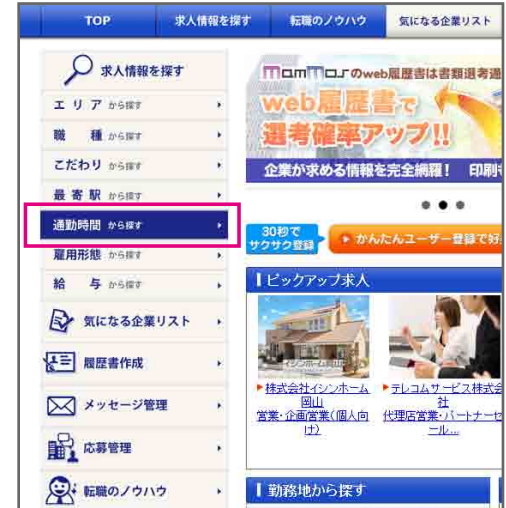 TOP
求人情報を探す
転職のノウハウ
気になる企業リスト
求人情報を探す
エ リ ア から探す
職 種 から探す
こだわり から探す
最 寄 駅 から探す
通勤時間 から探す
雇用形態 から探す
給 与 から探す
気になる企業リスト
履歴書作成
メッセージ管理
応募管理
転職のノウハウ
のweb履歴書は書類選考通
web履歴書で
選考確率アップ!!
企業が求める情報を完全網羅! 印刷
30秒で
サクサク登録
かんたんユーザー登録で好
ピックアップ求人
イシンホーム岡山
株式会社イシンホーム
岡山
営業・企画営業(個人向
け)
テレコムサービス株式会
社
代理店営業・パートナーセ
ール...
勤務地から探す